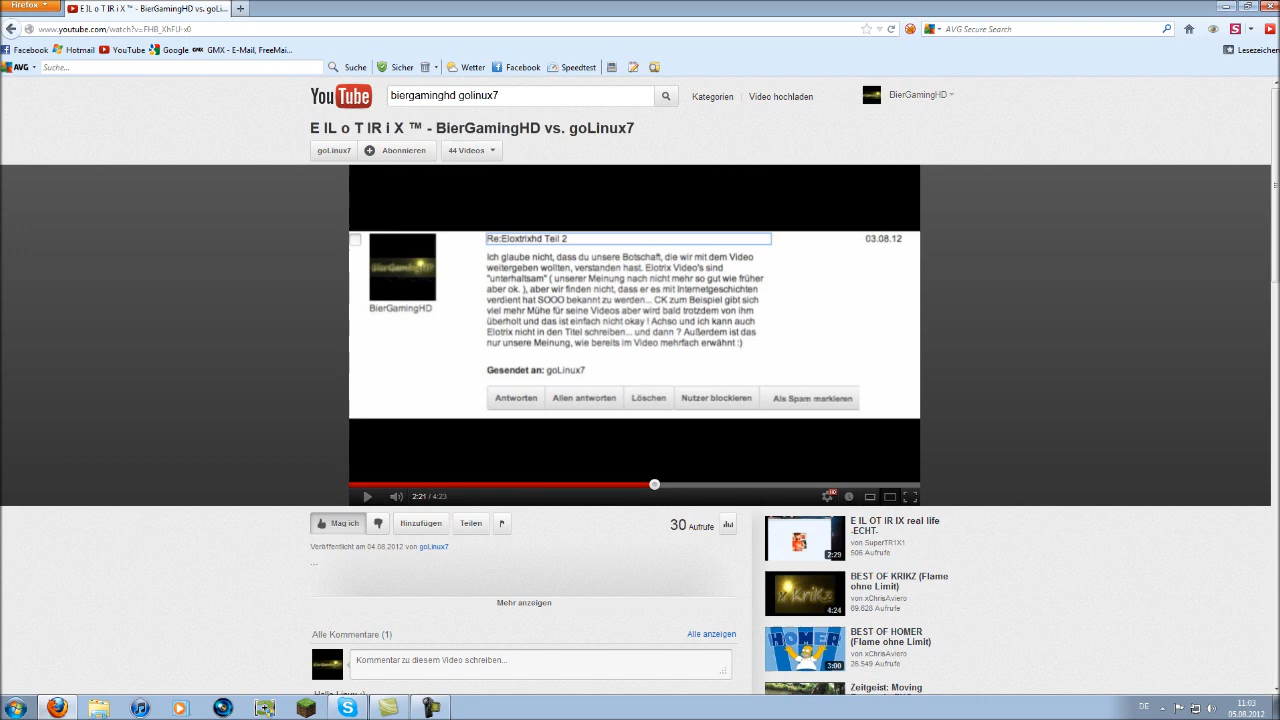 Firefox
E IL o T IR i X ™ - BierGamingHD vs. goLi...
www.youtube.com/watch?v=FHB_XhFU-x0
AVG Secure Search
Facebook Hotmail YouTube Google GMX - E-Mail, FreeMai... Lesezeichen
AVG Suche... Suche Sicher Wetter Facebook Speedtest
YouTube biergaminghd golinux7 Kategorien Video hochladen BierGamingHD
E IL o T IR i X ™ - BierGamingHD vs. goLinux7
goLinux7 Abonnieren 44 Videos
Re:Eloxtrixhd Teil 2 03.08.12
BierGamingHD
Ich glaube nicht, dass du unsere Botschaft, die wir mit dem Video
weitergeben wollten, verstanden hast. Elotrix Video's sind
"unterhaltsam" ( unserer Meinung nach nicht mehr so gut wie früher
aber ok. ), aber wir finden nicht, dass er es mit Internetgeschichten
verdient hat SOOO bekannt zu werden... CK zum Beispiel gibt sich
viel mehr Mühe für seine Videos aber wird bald trotzdem von ihm
überholt und das ist einfach nicht okay ! Achso und ich kann auch
Elotrix nicht in den Titel schreiben... und dann ? Außerdem ist das
nur unsere Meinung, wie bereits im Video mehrfach erwähnt :)
BierGamingHD
Gesendet an: goLinux7
Antworten Allen antworten Löschen Nutzer blockieren Als Spam markieren
2:21 / 4:23 HD
Mag ich Hinzufügen Teilen 30 Aufrufe
Veröffentlicht am 04.08.2012 von goLinux7
...
Mehr anzeigen
Alle Kommentare (1) Alle anzeigen
Kommentar zu diesem Video schreiben...
E IL OT IR IX real life
-ECHT-
von SuperTR1X1
506 Aufrufe
2:29
BEST OF KRIKZ (Flame
ohne Limit)
von xChrisAviero
69.628 Aufrufe
x KriKz
4:24
BEST OF HOMER
(Flame ohne Limit)
von xChrisAviero
26.549 Aufrufe
HOMER
3:00
Zeitgeist: Moving
DE 11:03
05.08.2012